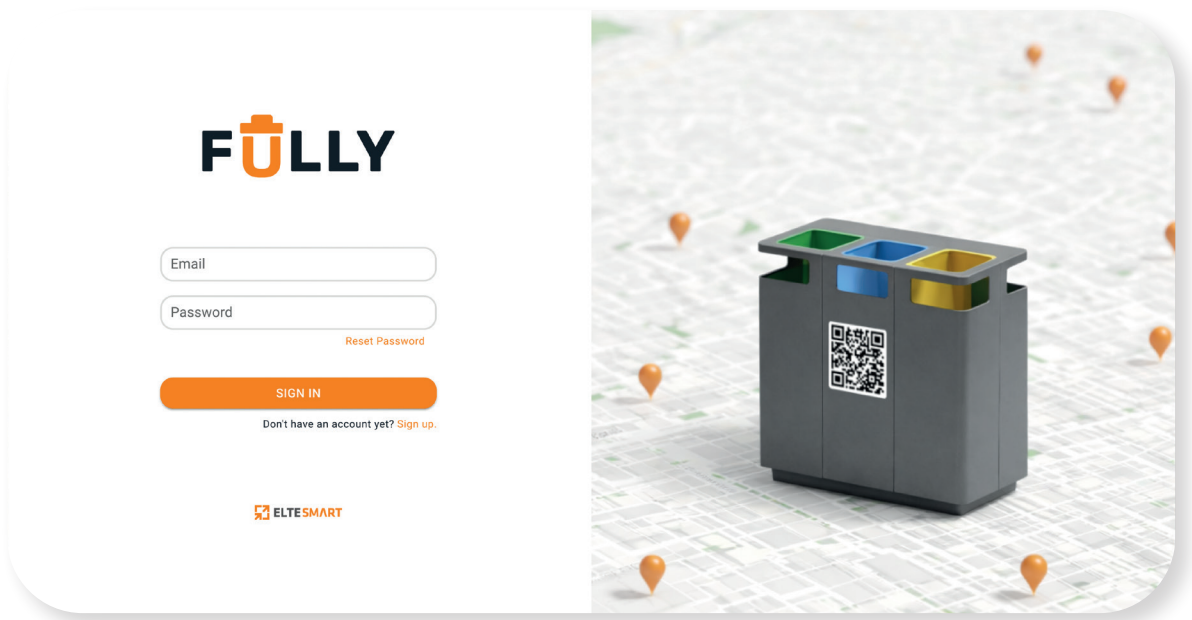 FULLY
Email
Password
Reset Password
SIGN IN
Don't have an account yet? Sign up.
ELTESMART